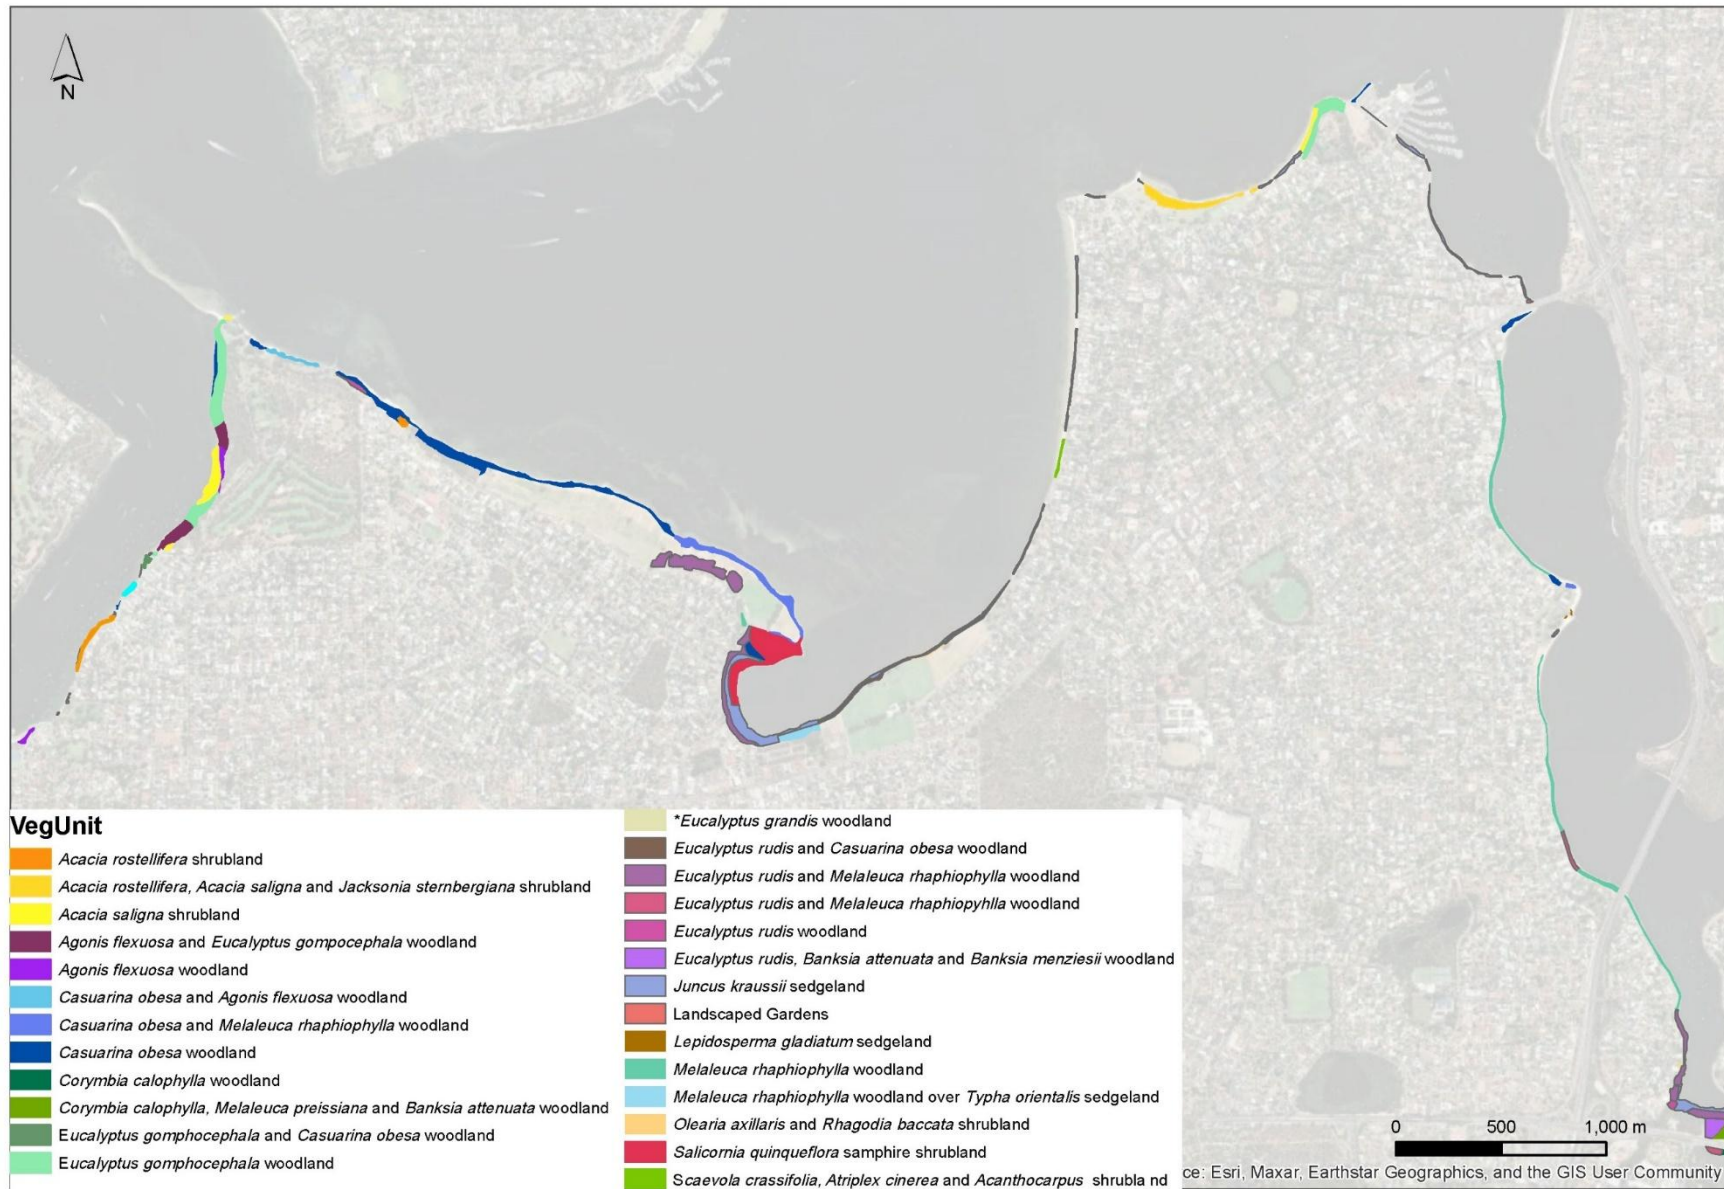 N
VegUnit
Acacia rostellifera shrubland
Acacia rostellifera, Acacia saligna and Jacksonia sternbergiana shrubland
Acacia saligna shrubland
Agonis flexuosa and Eucalyptus gompocephala woodland
Agonis flexuosa woodland
Casuarina obesa and Agonis flexuosa woodland
Casuarina obesa and Melaleuca rhaphiophylla woodland
Casuarina obesa woodland
Corymbia calophylla woodland
Corymbia calophylla, Melaleuca preissiana and Banksia attenuata woodland
Eucalyptus gomphocephala and Casuarina obesa woodland
Eucalyptus gomphocephala woodland
*Eucalyptus grandis woodland
Eucalyptus rudis and Casuarina obesa woodland
Eucalyptus rudis and Melaleuca rhaphiophylla woodland
Eucalyptus rudis and Melaleuca rhaphiopyhlla woodland
Eucalyptus rudis woodland
Eucalyptus rudis, Banksia attenuata and Banksia menziesii woodland
Juncus kraussii sedgeland
Landscaped Gardens
Lepidosperma gladiatum sedgeland
Melaleuca rhaphiophylla woodland
Melaleuca rhaphiophylla woodland over Typha orientalis sedgeland
Olearia axillaris and Rhagodia baccata shrubland
Salicornia quinqueflora samphire shrubland
Scaevola crassifolia, Atriplex cinerea and Acanthocarpus shrubla nd
0 500 1,000 m
ce: Esri, Maxar, Earthstar Geographics, and the GIS User Community